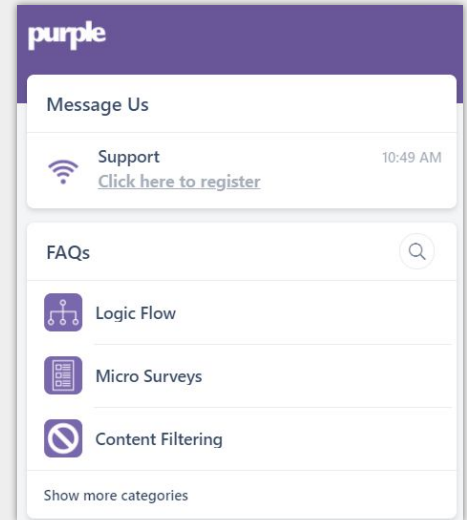 purple
Message Us
Support 10:49 AM
Click here to register
FAQs
Logic Flow
Micro Surveys
Content Filtering
Show more categories